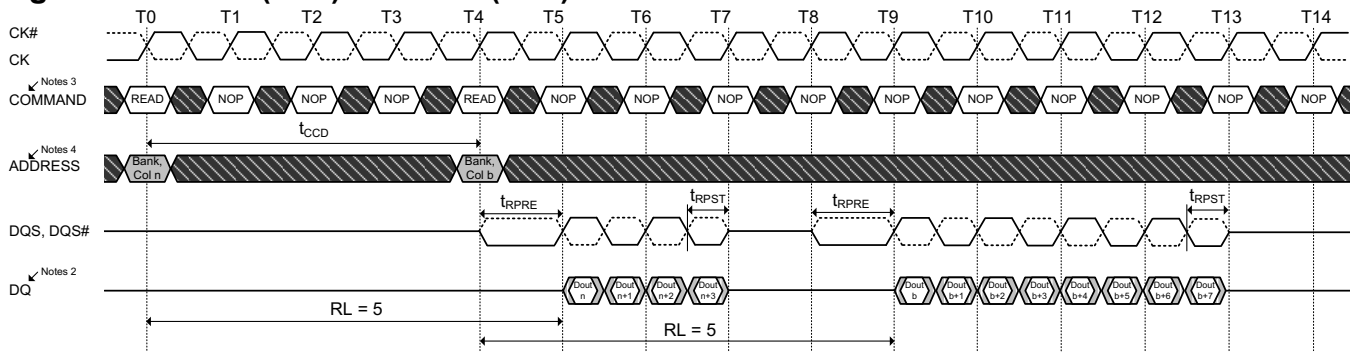 T0 T1 T2 T3 T4 T5 T6 T7 T8 T9 T10 T11 T12 T13 T14
CK#
CK
Notes 3
COMMAND READ NOP NOP NOP READ NOP NOP NOP NOP NOP NOP NOP NOP NOP NOP
tCCD
Notes 4
ADDRESS Bank, Col n Bank, Col b
tRPRE tRPST tRPRE tRPST
DQS, DQS#
Notes 2
DQ Dout n Dout n+1 Dout n+2 Dout n+3 Dout b Dout b+1 Dout b+2 Dout b+3 Dout b+4 Dout b+5 Dout b+6 Dout b+7
RL = 5
RL = 5